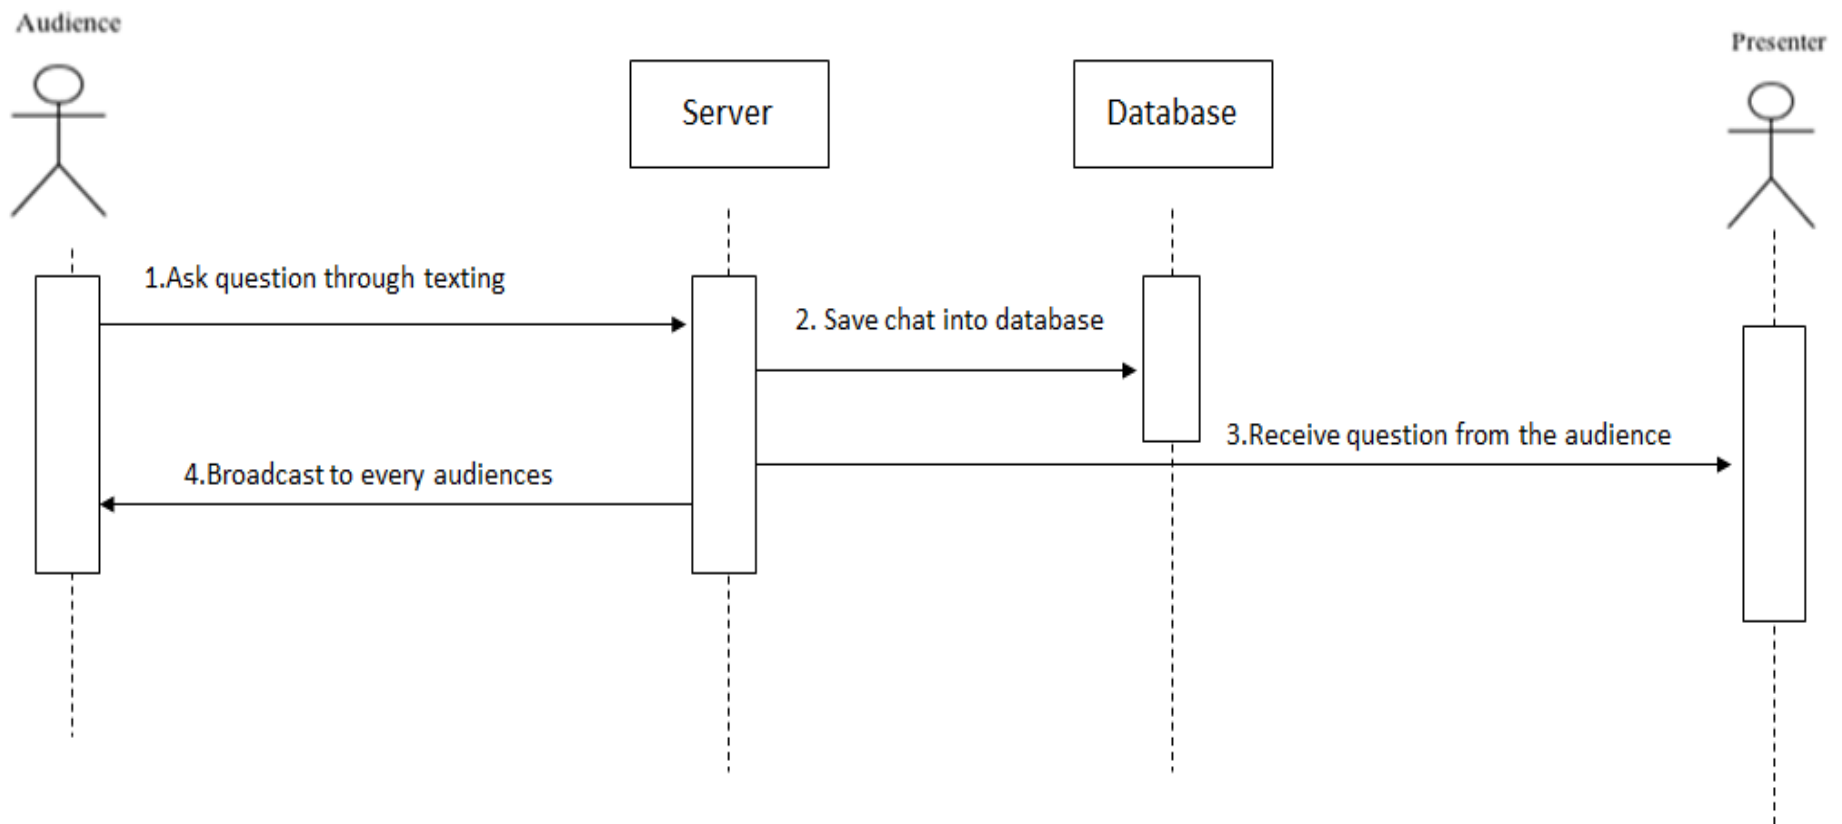 Audience
Presenter
Server
Database
1.Ask question through texting
2. Save chat into database
3.Receive question from the audience
4.Broadcast to every audiences